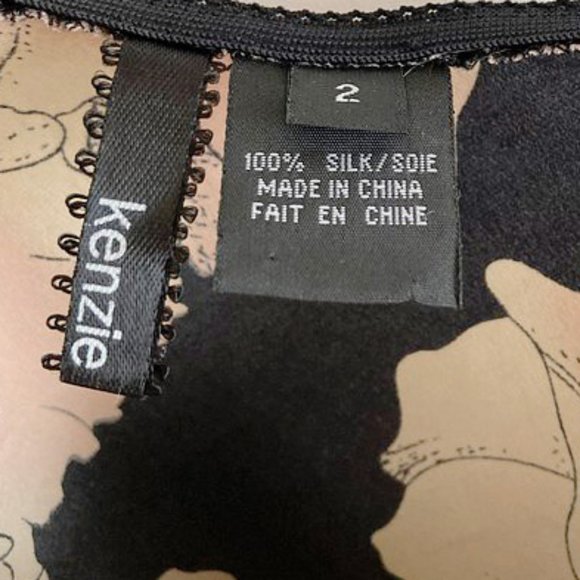 kenzie
2
100% SILK/SOIE
MADE IN CHINA
FAIT EN CHINE